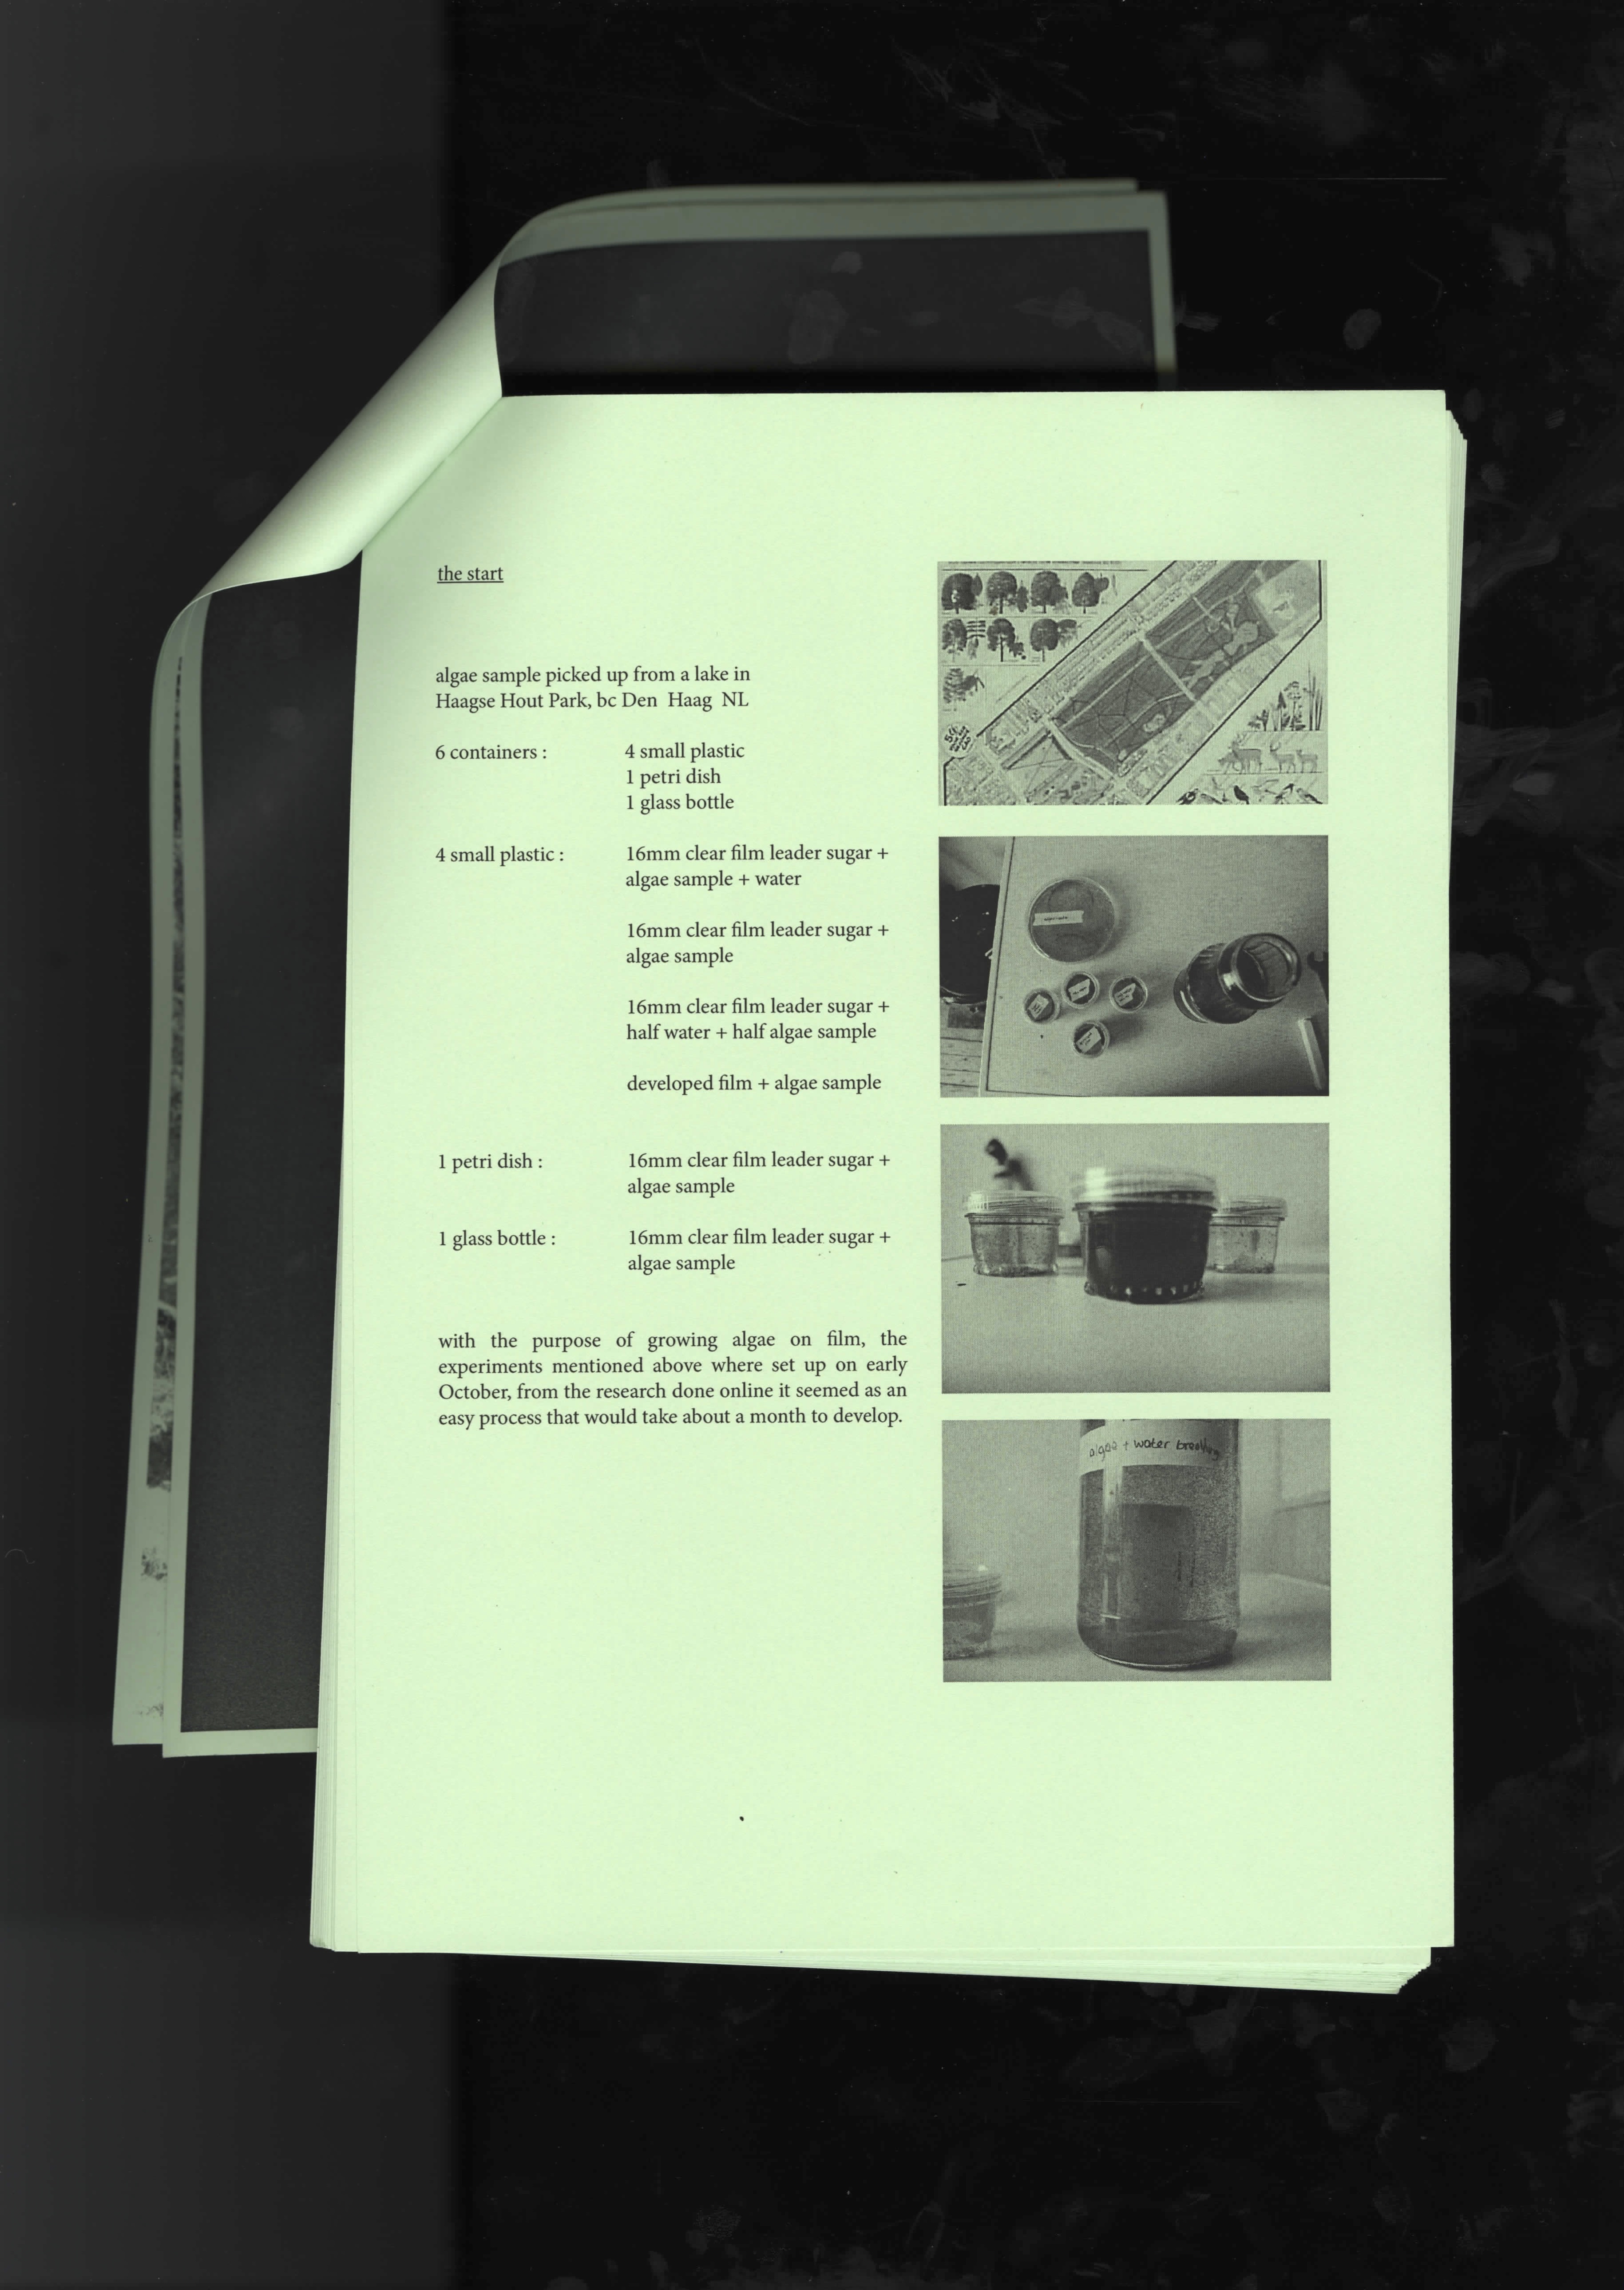 the start
algae sample picked up from a lake in
Haagse Hout Park, bc Den Haag NL
6 containers : 4 small plastic
1 petri dish
1 glass bottle
4 small plastic : 16mm clear film leader sugar +
algae sample + water
16mm clear film leader sugar +
algae sample
16mm clear film leader sugar +
half water + half algae sample
developed film + algae sample
1 petri dish : 16mm clear film leader sugar +
algae sample
1 glass bottle : 16mm clear film leader sugar +
algae sample
with the purpose of growing algae on film, the
experiments mentioned above where set up on early
October, from the research done online it seemed as an
easy process that would take about a month to develop.
algae + water